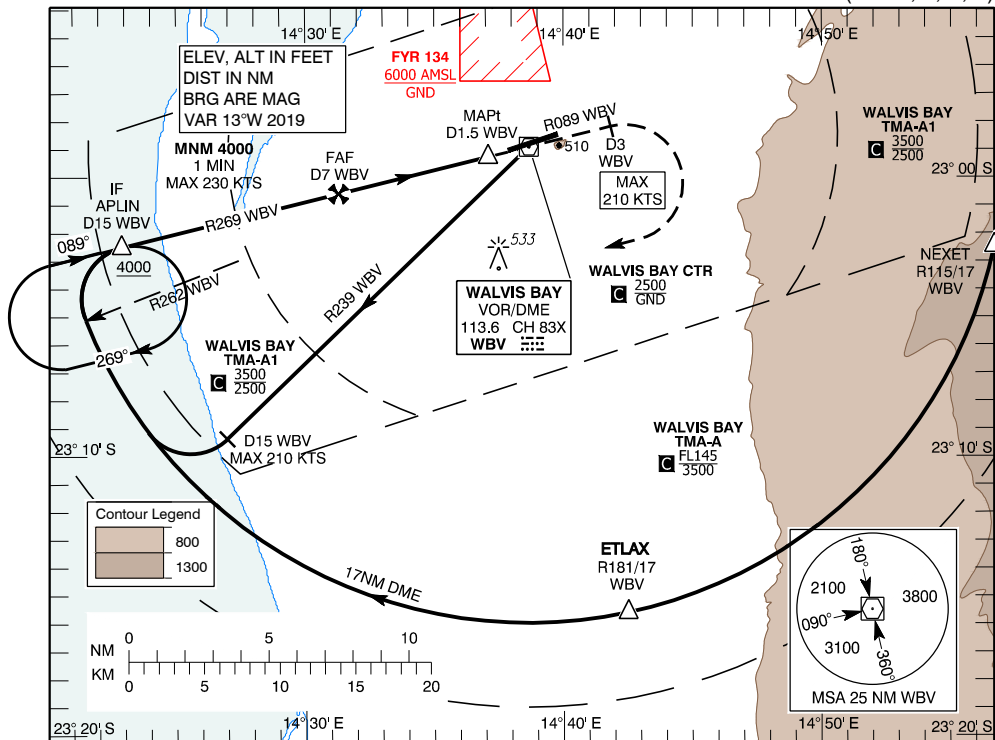 14°30' E
14°40' E
14°50' E
ELEV, ALT IN FEET
DIST IN NM
BRG ARE MAG
VAR 13°W 2019
FYR 134
6000 AMSL
GND
MNM 4000
1 MIN
MAX 230 KTS
FAF
D7 WBV
MAPt
D1.5 WBV
R089 WBV
510
D3
WBV
MAX
210 KTS
WALVIS BAY
TMA-A1
C 3500
2500
23° 00' S
IF
APLIN
D15 WBV
R269 WBV
089°
4000
R262 WBV
269°
R239 WBV
533
WALVIS BAY
VOR/DME
113.6 CH 83X
WBV
WALVIS BAY CTR
C 2500
GND
NEXET
R115/17
WBV
WALVIS BAY
TMA-A1
C 3500
2500
D15 WBV
MAX 210 KTS
23° 10' S
WALVIS BAY
TMA-A
C FL145
3500
23° 10' S
Contour Legend
800
1300
17NM DME
ETLAX
R181/17
WBV
180°
2100
3800
090°
3100
360°
MSA 25 NM WBV
NM
0 5 10
KM
0 5 10 15 20
23° 20' S
14°30' E
14°40' E
14°50' E
23° 20' S